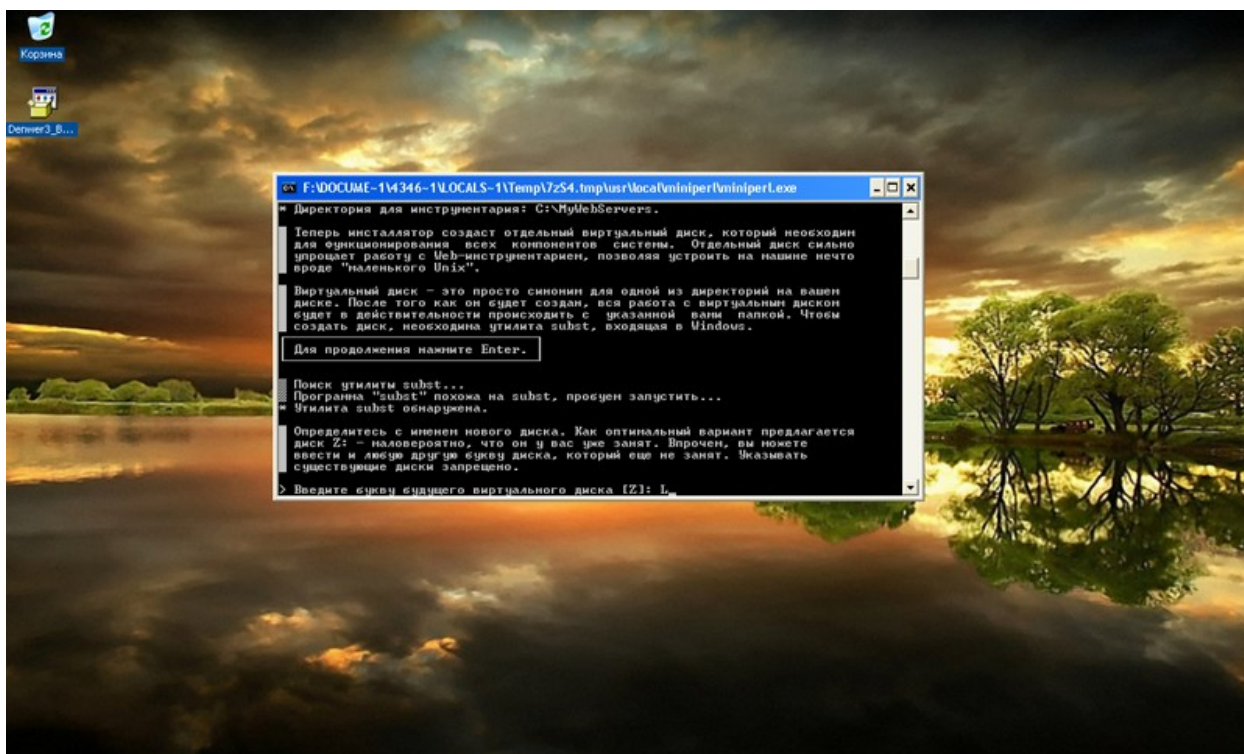 Корзина
Denwer3_B...
F:\DOCUME~1\4346~1\LOCALS~1\Temp\7zS4.tmp\usr\local\miniperl\miniperl.exe
* Директория для инструментария: C:\MyWebServers.
Теперь инсталлятор создаст отдельный виртуальный диск, который необходим
для функционирования всех компонентов системы. Отдельный диск сильно
упрощает работу с Web-инструментарием, позволяя устроить на машине нечто
вроде "маленького Unix".
Виртуальный диск - это просто синоним для одной из директорий на вашем
диске. После того как он будет создан, вся работа с виртуальным диском
будет в действительности происходить с указанной вами папкой. Чтобы
создать диск, необходима утилита subst, входящая в Windows.
Для продолжения нажмите Enter.
Поиск утилиты subst...
Программа "subst" похожа на subst, пробуем запустить...
* Утилита subst обнаружена.
Определитесь с именем нового диска. Как оптимальный вариант предлагается
диск Z: - маловероятно, что он у вас уже занят. Впрочем, вы можете
ввести и любую другую букву диска, который еще не занят. Указывать
существующие диски запрещено.
> Введите букву будущего виртуального диска [Z]: L_